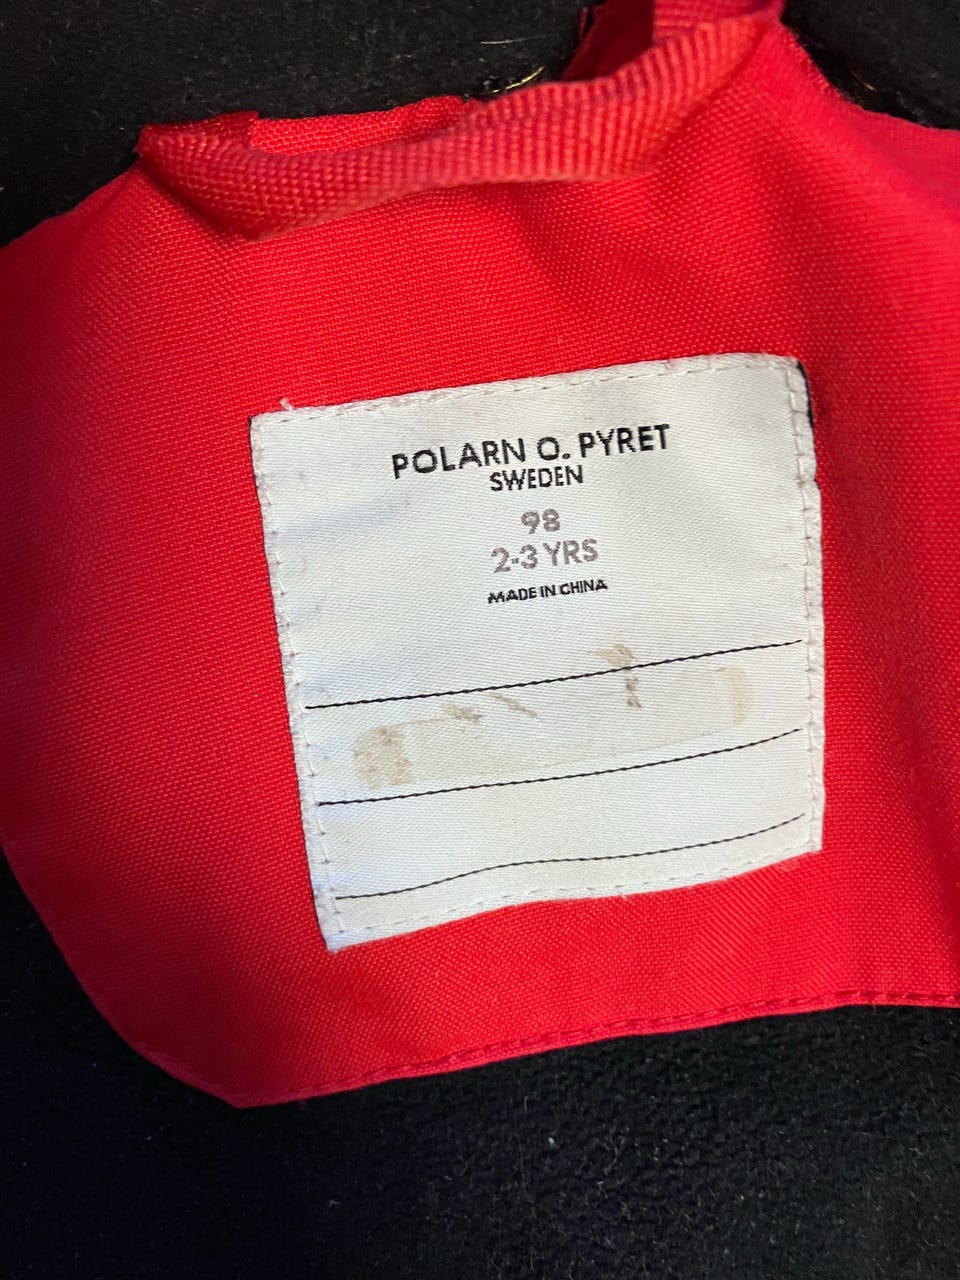 POLARN O. PYRET
SWEDEN
98
2-3 YRS
MADE IN CHINA